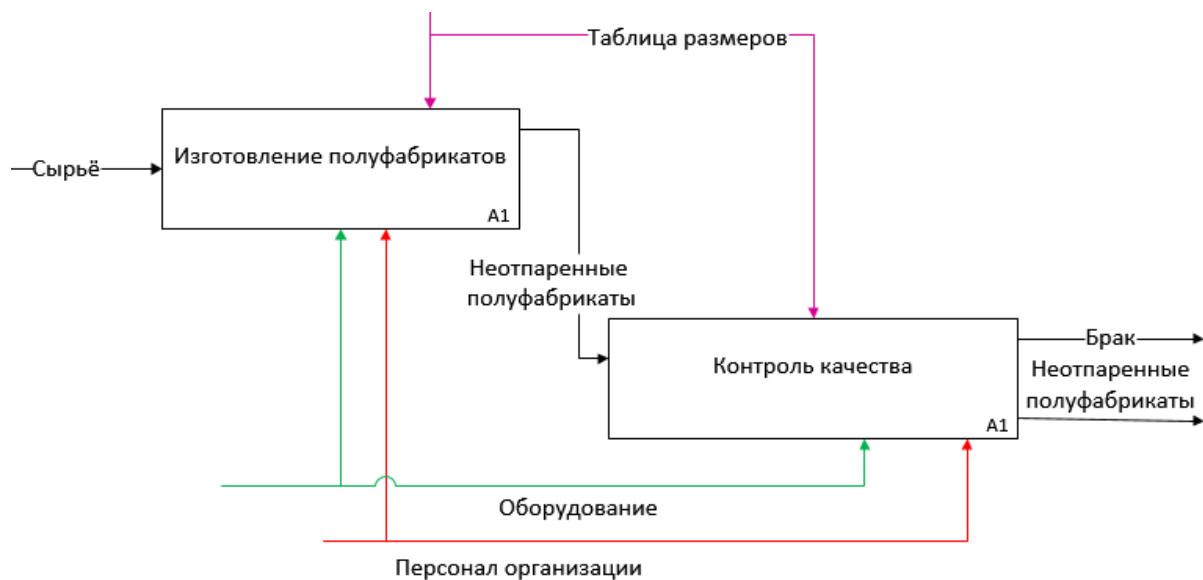 Таблица размеров
Изготовление полуфабрикатов
Сырьё
A1
Неотпаренные
полуфабрикаты
Контроль качества
A1
Брак
Неотпаренные
полуфабрикаты
Оборудование
Персонал организации